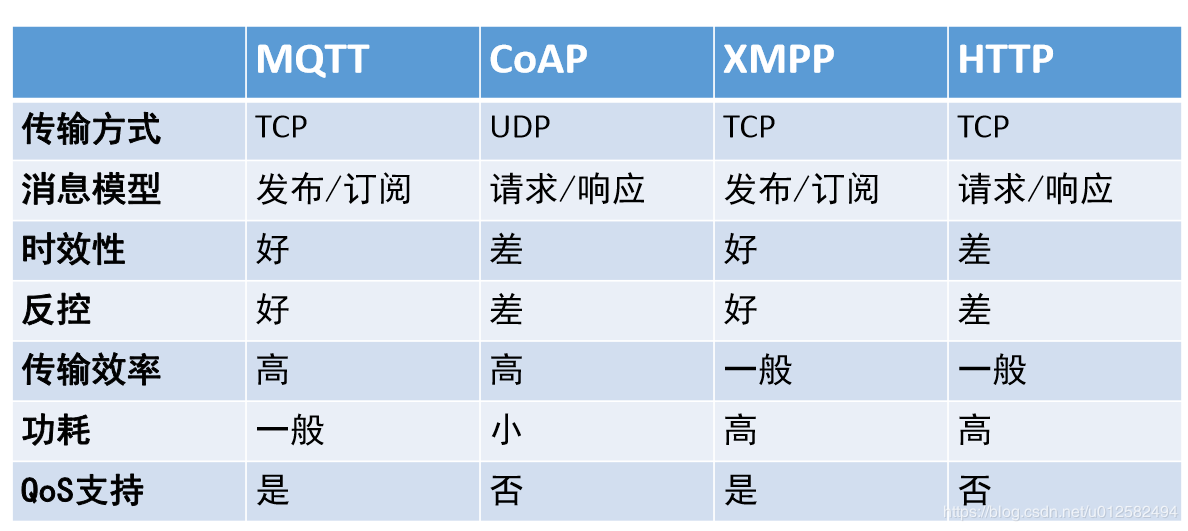 MQTT CoAP XMPP HTTP
传输方式 TCP UDP TCP TCP
消息模型 发布/订阅 请求/响应 发布/订阅 请求/响应
时效性 好 差 好 差
反控 好 差 好 差
传输效率 高 高 一般 一般
功耗 一般 小 高 高
QoS支持 是 否 是 否
https://blog.csdn.net/u012582494